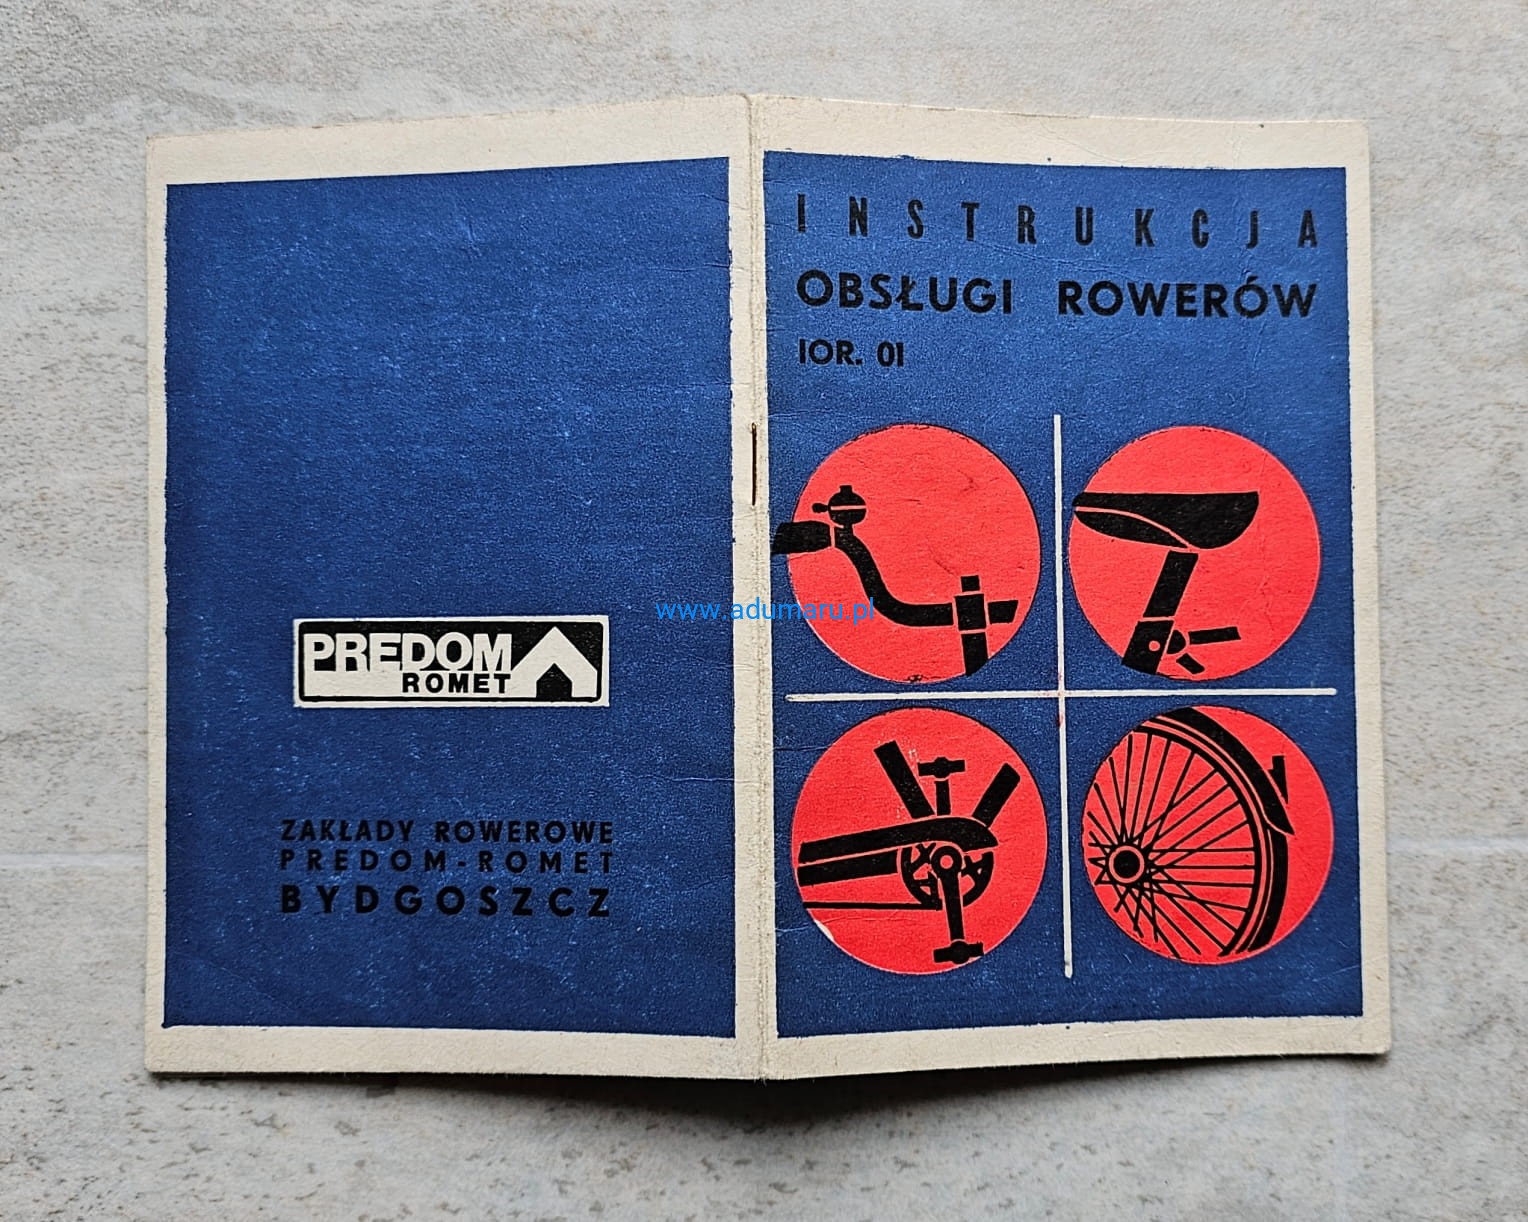 INSTRUKCJA
OBSŁUGI ROWERÓW
IOR. 01
PREDOM
ROMET
ZAKŁADY ROWEROWE
PREDOM-ROMET
BYDGOSZCZ
www.adumaru.pl